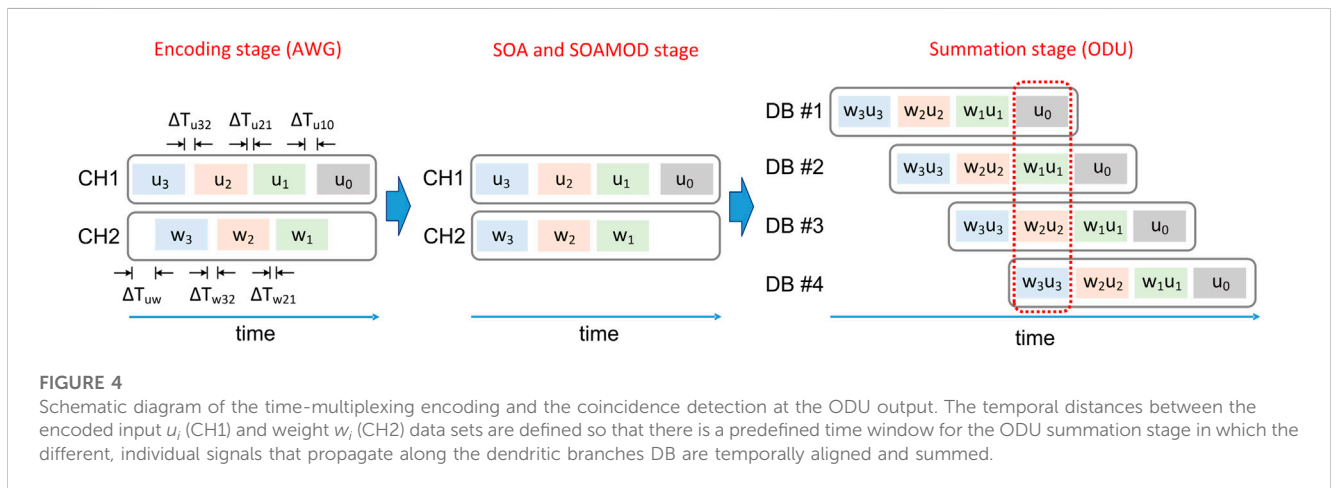 Encoding stage (AWG)
SOA and SOAMOD stage
Summation stage (ODU)
ΔTu32 ΔTu21 ΔTu10
CH1 u3 u2 u1 u0
CH2 w3 w2 w1
ΔTuw ΔTw32 ΔTw21
time
CH1 u3 u2 u1 u0
CH2 w3 w2 w1
time
DB #1 w3u3 w2u2 w1u1 u0
DB #2 w3u3 w2u2 w1u1 u0
DB #3 w3u3 w2u2 w1u1 u0
DB #4 w3u3 w2u2 w1u1 u0
time
FIGURE 4
Schematic diagram of the time-multiplexing encoding and the coincidence detection at the ODU output. The temporal distances between the
encoded input ui (CH1) and weight wi (CH2) data sets are defined so that there is a predefined time window for the ODU summation stage in which the
different, individual signals that propagate along the dendritic branches DB are temporally aligned and summed.